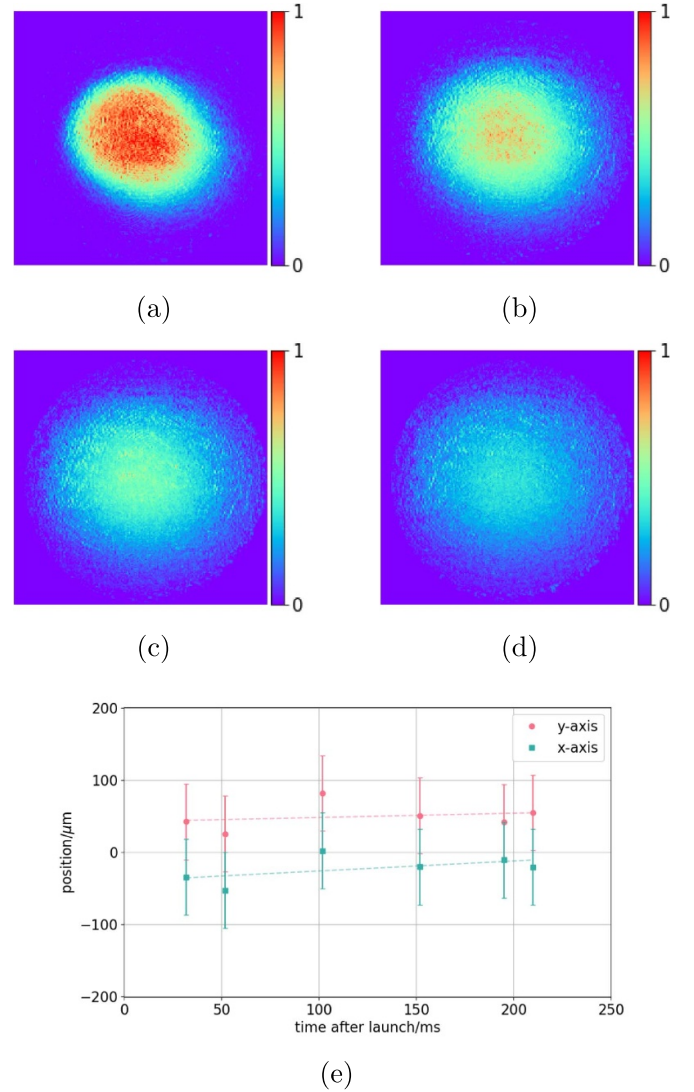 1
0
(a)
1
0
(b)
1
0
(c)
1
0
(d)
200
100
0
−100
−200
position/μm
y-axis
x-axis
0 50 100 150 200 250
time after launch/ms
(e)